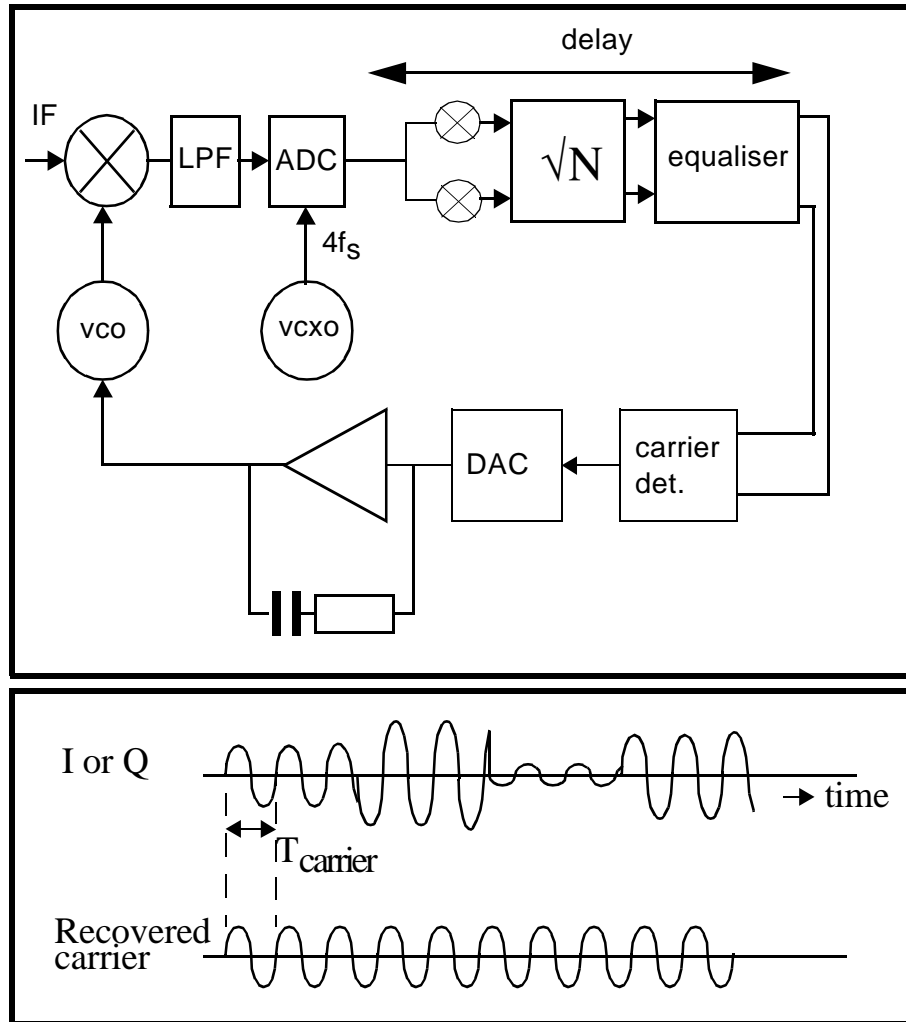 delay
IF
LPF
ADC
√N
equaliser
4fs
vco
vcxo
DAC
carrier
det.
I or Q
time
Tcarrier
Recovered
carrier